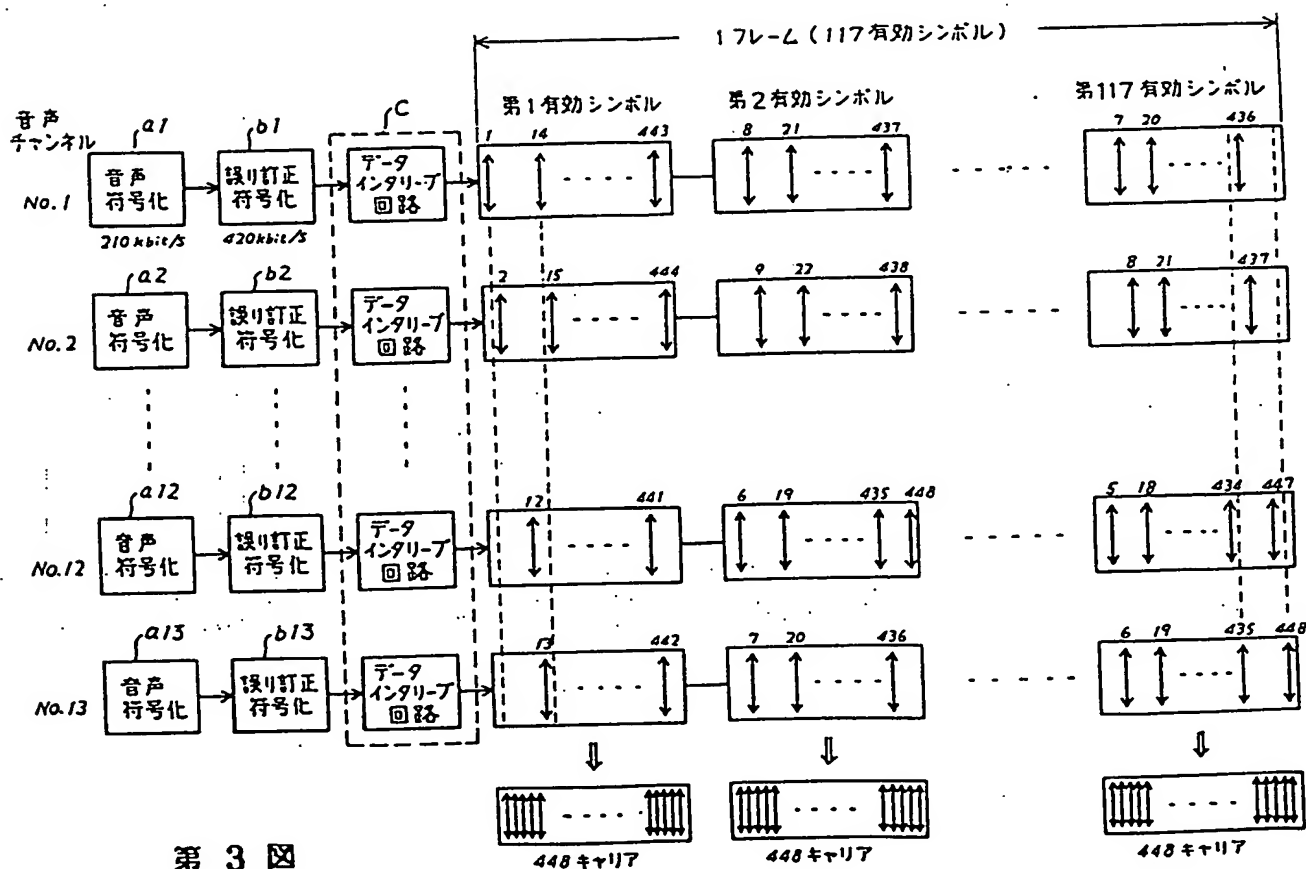 1フレーム(117有効シンボル)
音声
チャンネル
a1
b1
C
第1有効シンボル
第2有効シンボル
第117有効シンボル
1 14 443
8 21 437
7 20 436
No.1
音声
符号化
誤り訂正
符号化
データ
インタリーブ
回路
210kbit/s
420kbit/s
a2
b2
2 15 444
9 22 438
8 21 437
No.2
音声
符号化
誤り訂正
符号化
データ
インタリーブ
回路
a12
b12
12 441
6 19 435 448
5 18 434 447
No.12
音声
符号化
誤り訂正
符号化
データ
インタリーブ
回路
a13
b13
13 442
7 20 436
6 19 435 448
No.13
音声
符号化
誤り訂正
符号化
データ
インタリーブ
回路
448キャリア
448キャリア
448キャリア
第3図